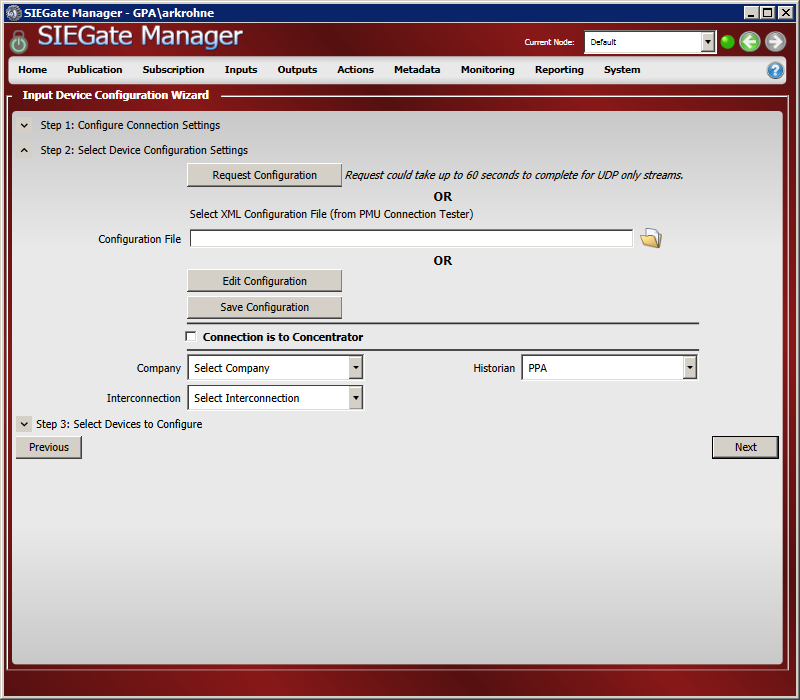 SIEGate Manager - GPA\arkrohne
SIEGate Manager
Current Node: Default
Home Publication Subscription Inputs Outputs Actions Metadata Monitoring Reporting System ?
Input Device Configuration Wizard
Step 1: Configure Connection Settings
Step 2: Select Device Configuration Settings
Request Configuration Request could take up to 60 seconds to complete for UDP only streams.
OR
Select XML Configuration File (from PMU Connection Tester)
Configuration File
OR
Edit Configuration
Save Configuration
Connection is to Concentrator
Company Select Company Historian PPA
Interconnection Select Interconnection
Step 3: Select Devices to Configure
Previous Next